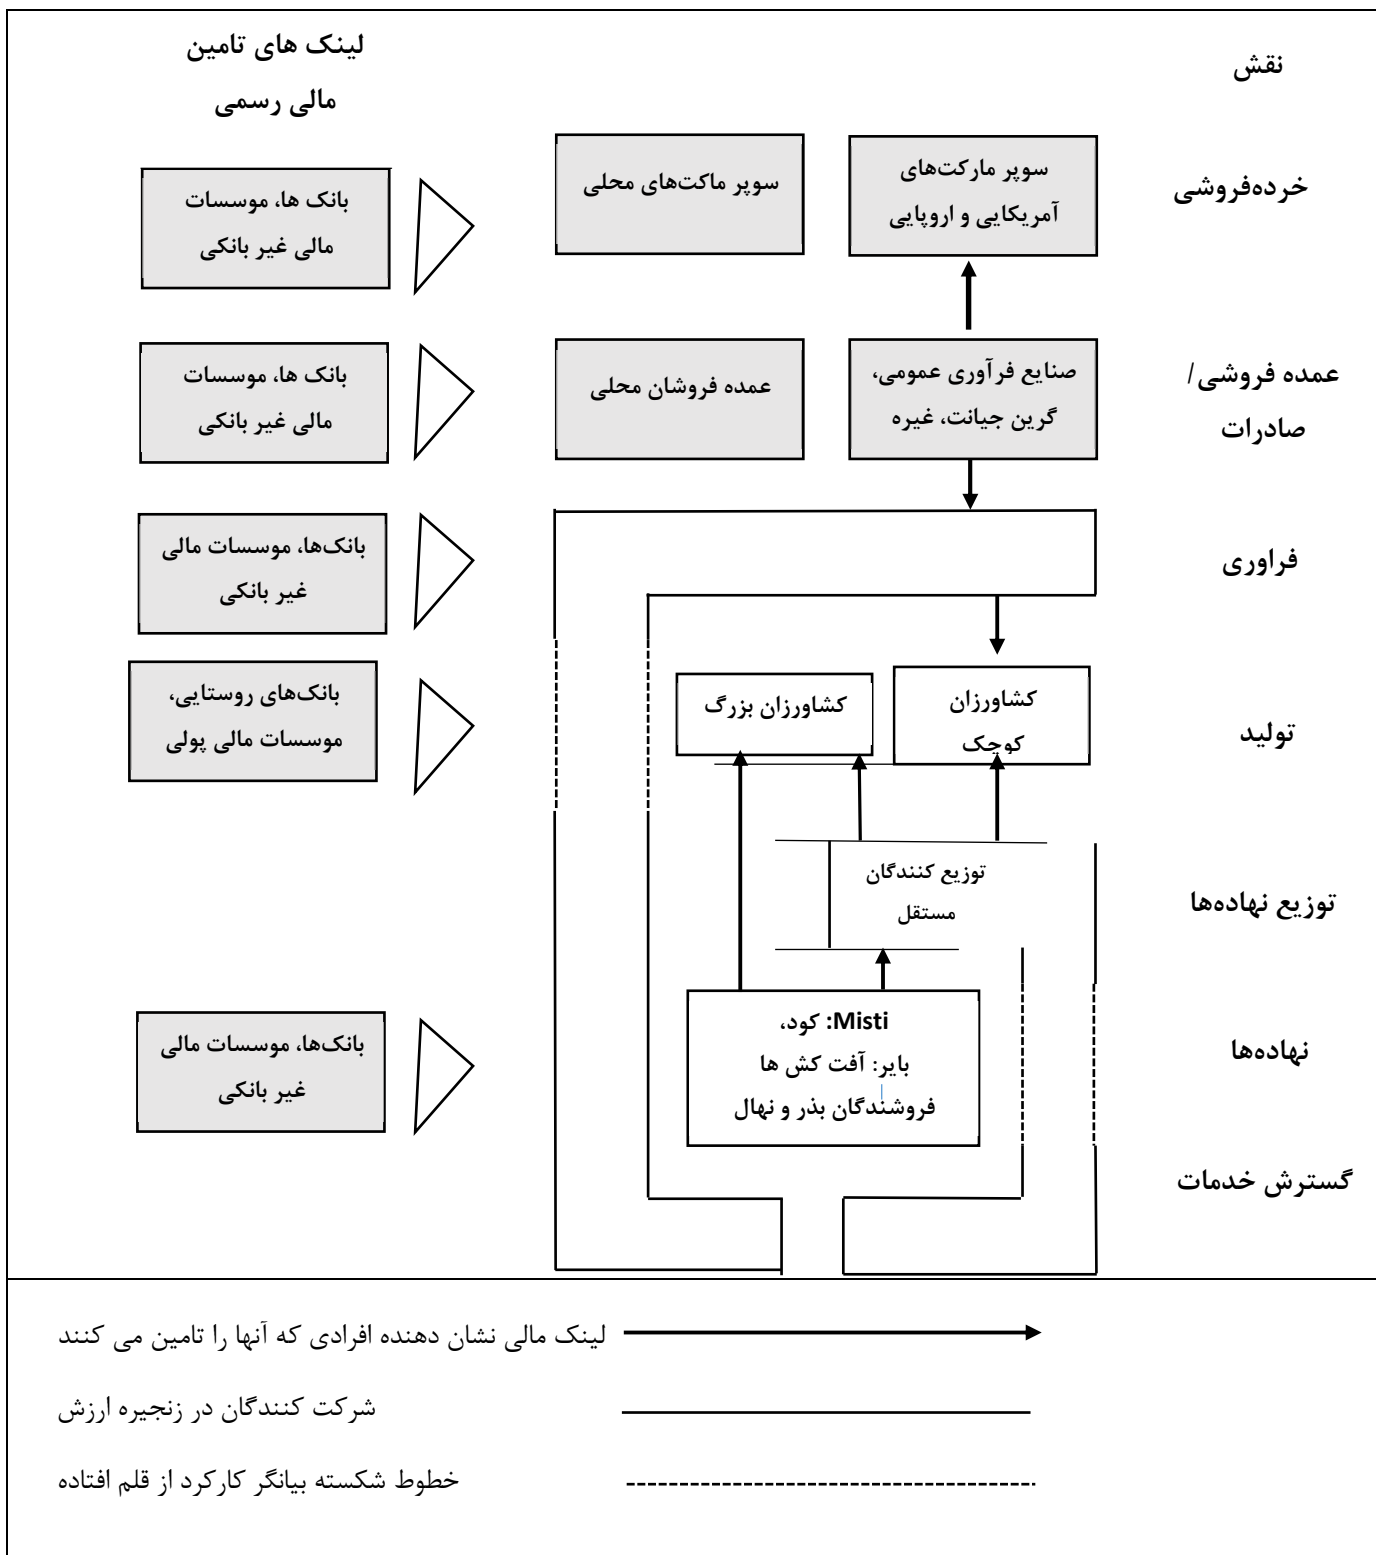 نقش
لینک های تامین
مالی رسمی
خرده‌فروشی
سوپر مارکت‌های
آمریکایی و اروپایی
سوپر ماکت‌های محلی
بانک ها، موسسات
مالی غیر بانکی
عمده فروشی/
صادرات
صنایع فرآوری عمومی،
گرین جیانت، غیره
عمده فروشان محلی
بانک ها، موسسات
مالی غیر بانکی
فراوری
بانک‌ها، موسسات مالی
غیر بانکی
تولید
کشاورزان
کوچک
کشاورزان بزرگ
بانک‌های روستایی،
موسسات مالی پولی
توزیع نهاده‌ها
توزیع کنندگان
مستقل
نهاده‌ها
Misti: کود،
بایر: آفت کش ها
فروشندگان بذر و نهال
بانک‌ها، موسسات مالی
غیر بانکی
گسترش خدمات
لینک مالی نشان دهنده افرادی که آنها را تامین می کنند
شرکت کنندگان در زنجیره ارزش
خطوط شکسته بیانگر کارکرد از قلم افتاده